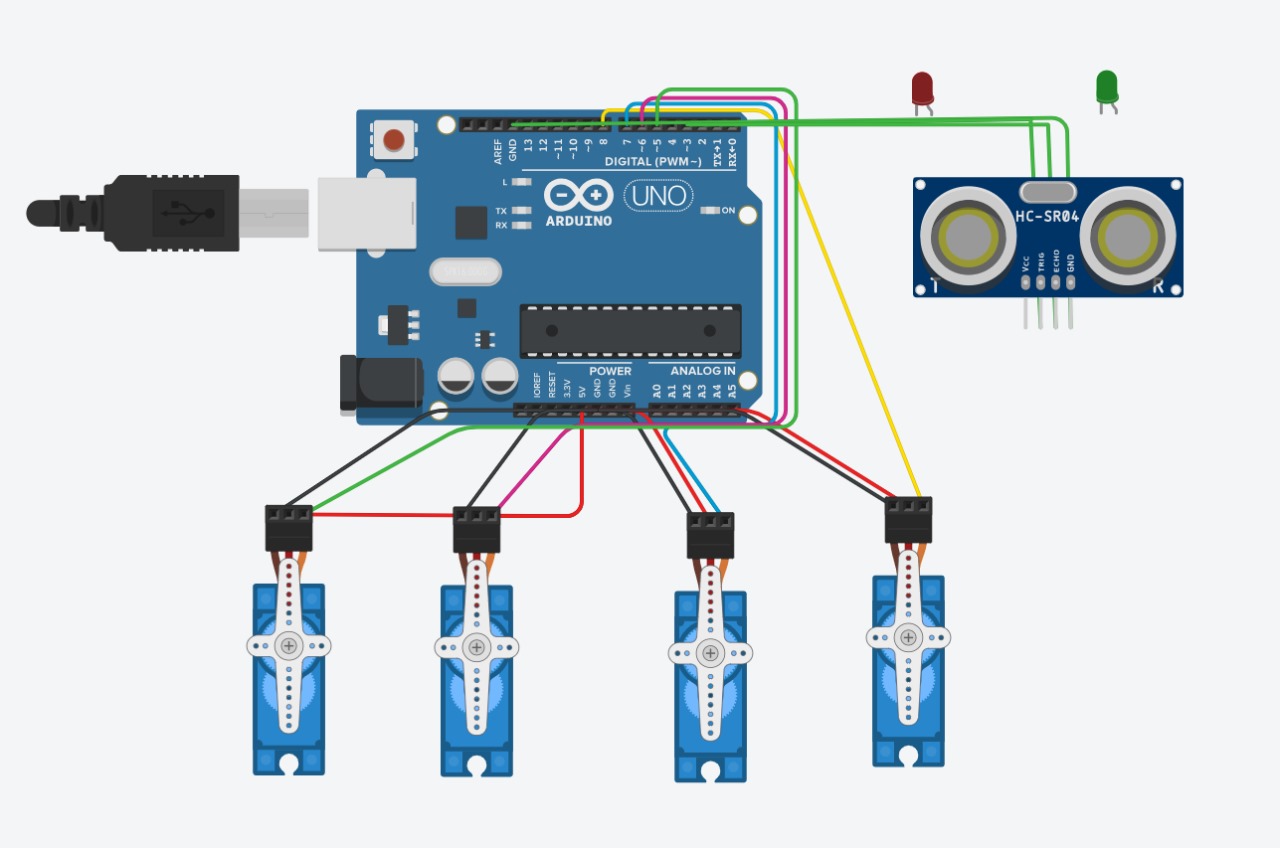 AREF
GND
13
12
~11
~10
~9
8
7
~6
~5
4
~3
2
TX→1
RX←0
DIGITAL (PWM~)
L
TX
RX
ARDUINO
UNO
ON
HC-SR04
VCC
TRIG
ECHO
GND
T
R
POWER
ANALOG IN
IOREF
RESET
3.3V
5V
GND
GND
Vin
A0
A1
A2
A3
A4
A5